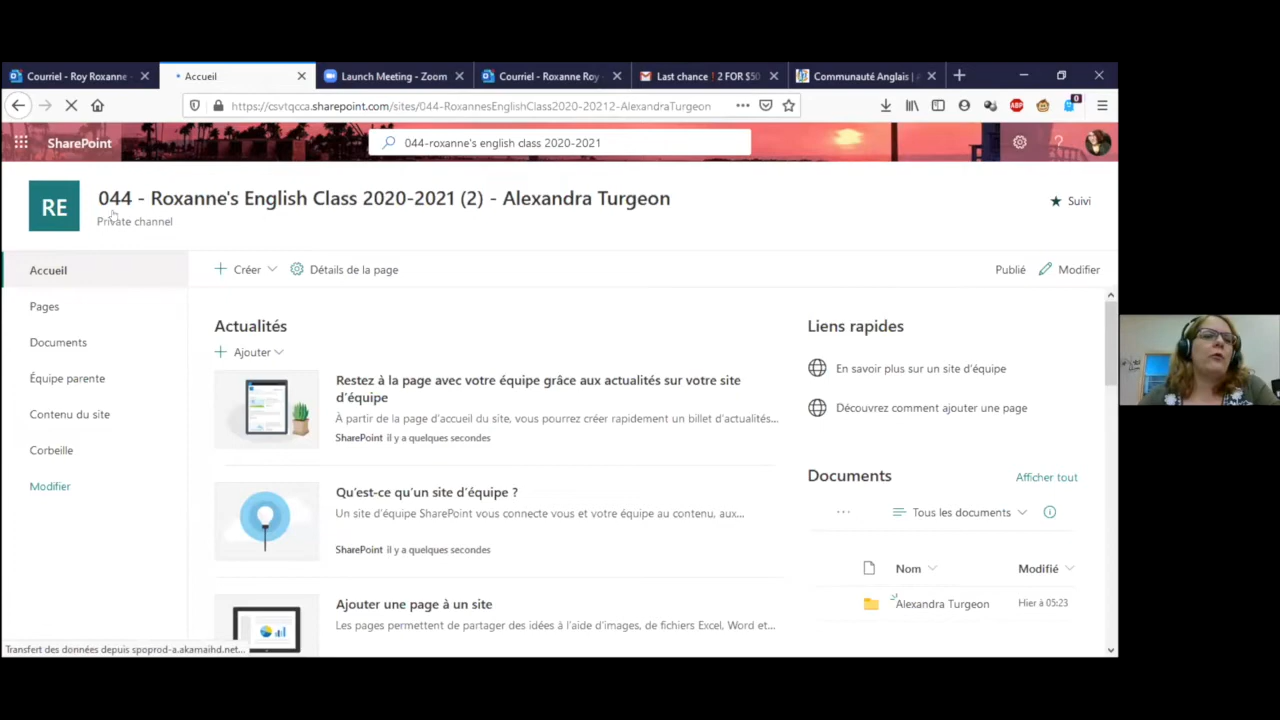 Courriel - Roy Roxanne
Accueil
Launch Meeting - Zoom
Courriel - Roxanne Roy
Last chance ! 2 FOR $50
Communauté Anglais |
https://csvtqcca.sharepoint.com/sites/044-RoxannesEnglishClass2020-20212-AlexandraTurgeon
ABP
0
SharePoint
044-roxanne's english class 2020-2021
?
RE
044 - Roxanne's English Class 2020-2021 (2) - Alexandra Turgeon
Private channel
★ Suivi
Accueil
Pages
Documents
Équipe parente
Contenu du site
Corbeille
Modifier
+ Créer
Détails de la page
Publié
Modifier
Actualités
+ Ajouter
Restez à la page avec votre équipe grâce aux actualités sur votre site
d'équipe
À partir de la page d'accueil du site, vous pourrez créer rapidement un billet d'actualités...
SharePoint il y a quelques secondes
Qu'est-ce qu'un site d'équipe ?
Un site d'équipe SharePoint vous connecte vous et votre équipe au contenu, aux...
SharePoint il y a quelques secondes
Ajouter une page à un site
Les pages permettent de partager des idées à l'aide d'images, de fichiers Excel, Word et...
Liens rapides
En savoir plus sur un site d'équipe
Découvrez comment ajouter une page
Documents
Afficher tout
...
Tous les documents
Nom
Modifié
Alexandra Turgeon
Hier à 05:23
Transfert des données depuis spoprod-a.akamaihd.net...